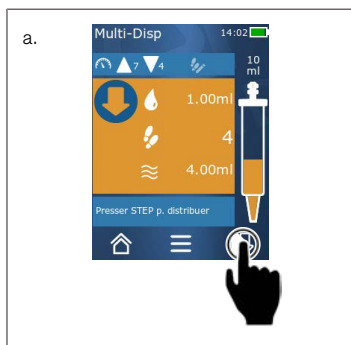 a.
Multi-Disp 14:02
7 4
10
ml
1.00ml
4
4.00ml
Presser STEP p. distribuer